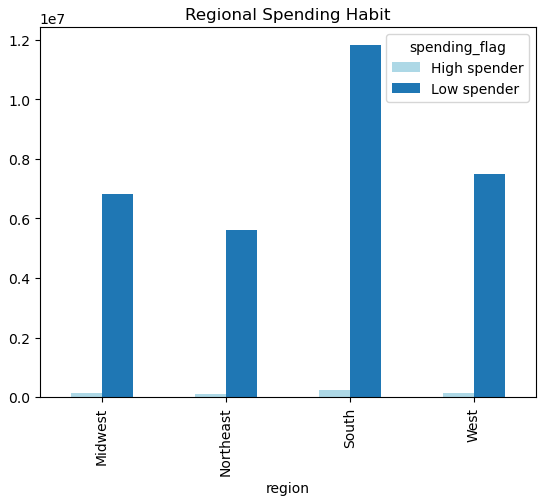 Regional Spending Habit
1e7
spending_flag
High spender
Low spender
1.2
1.0
0.8
0.6
0.4
0.2
0.0
Midwest
Northeast
South
West
region